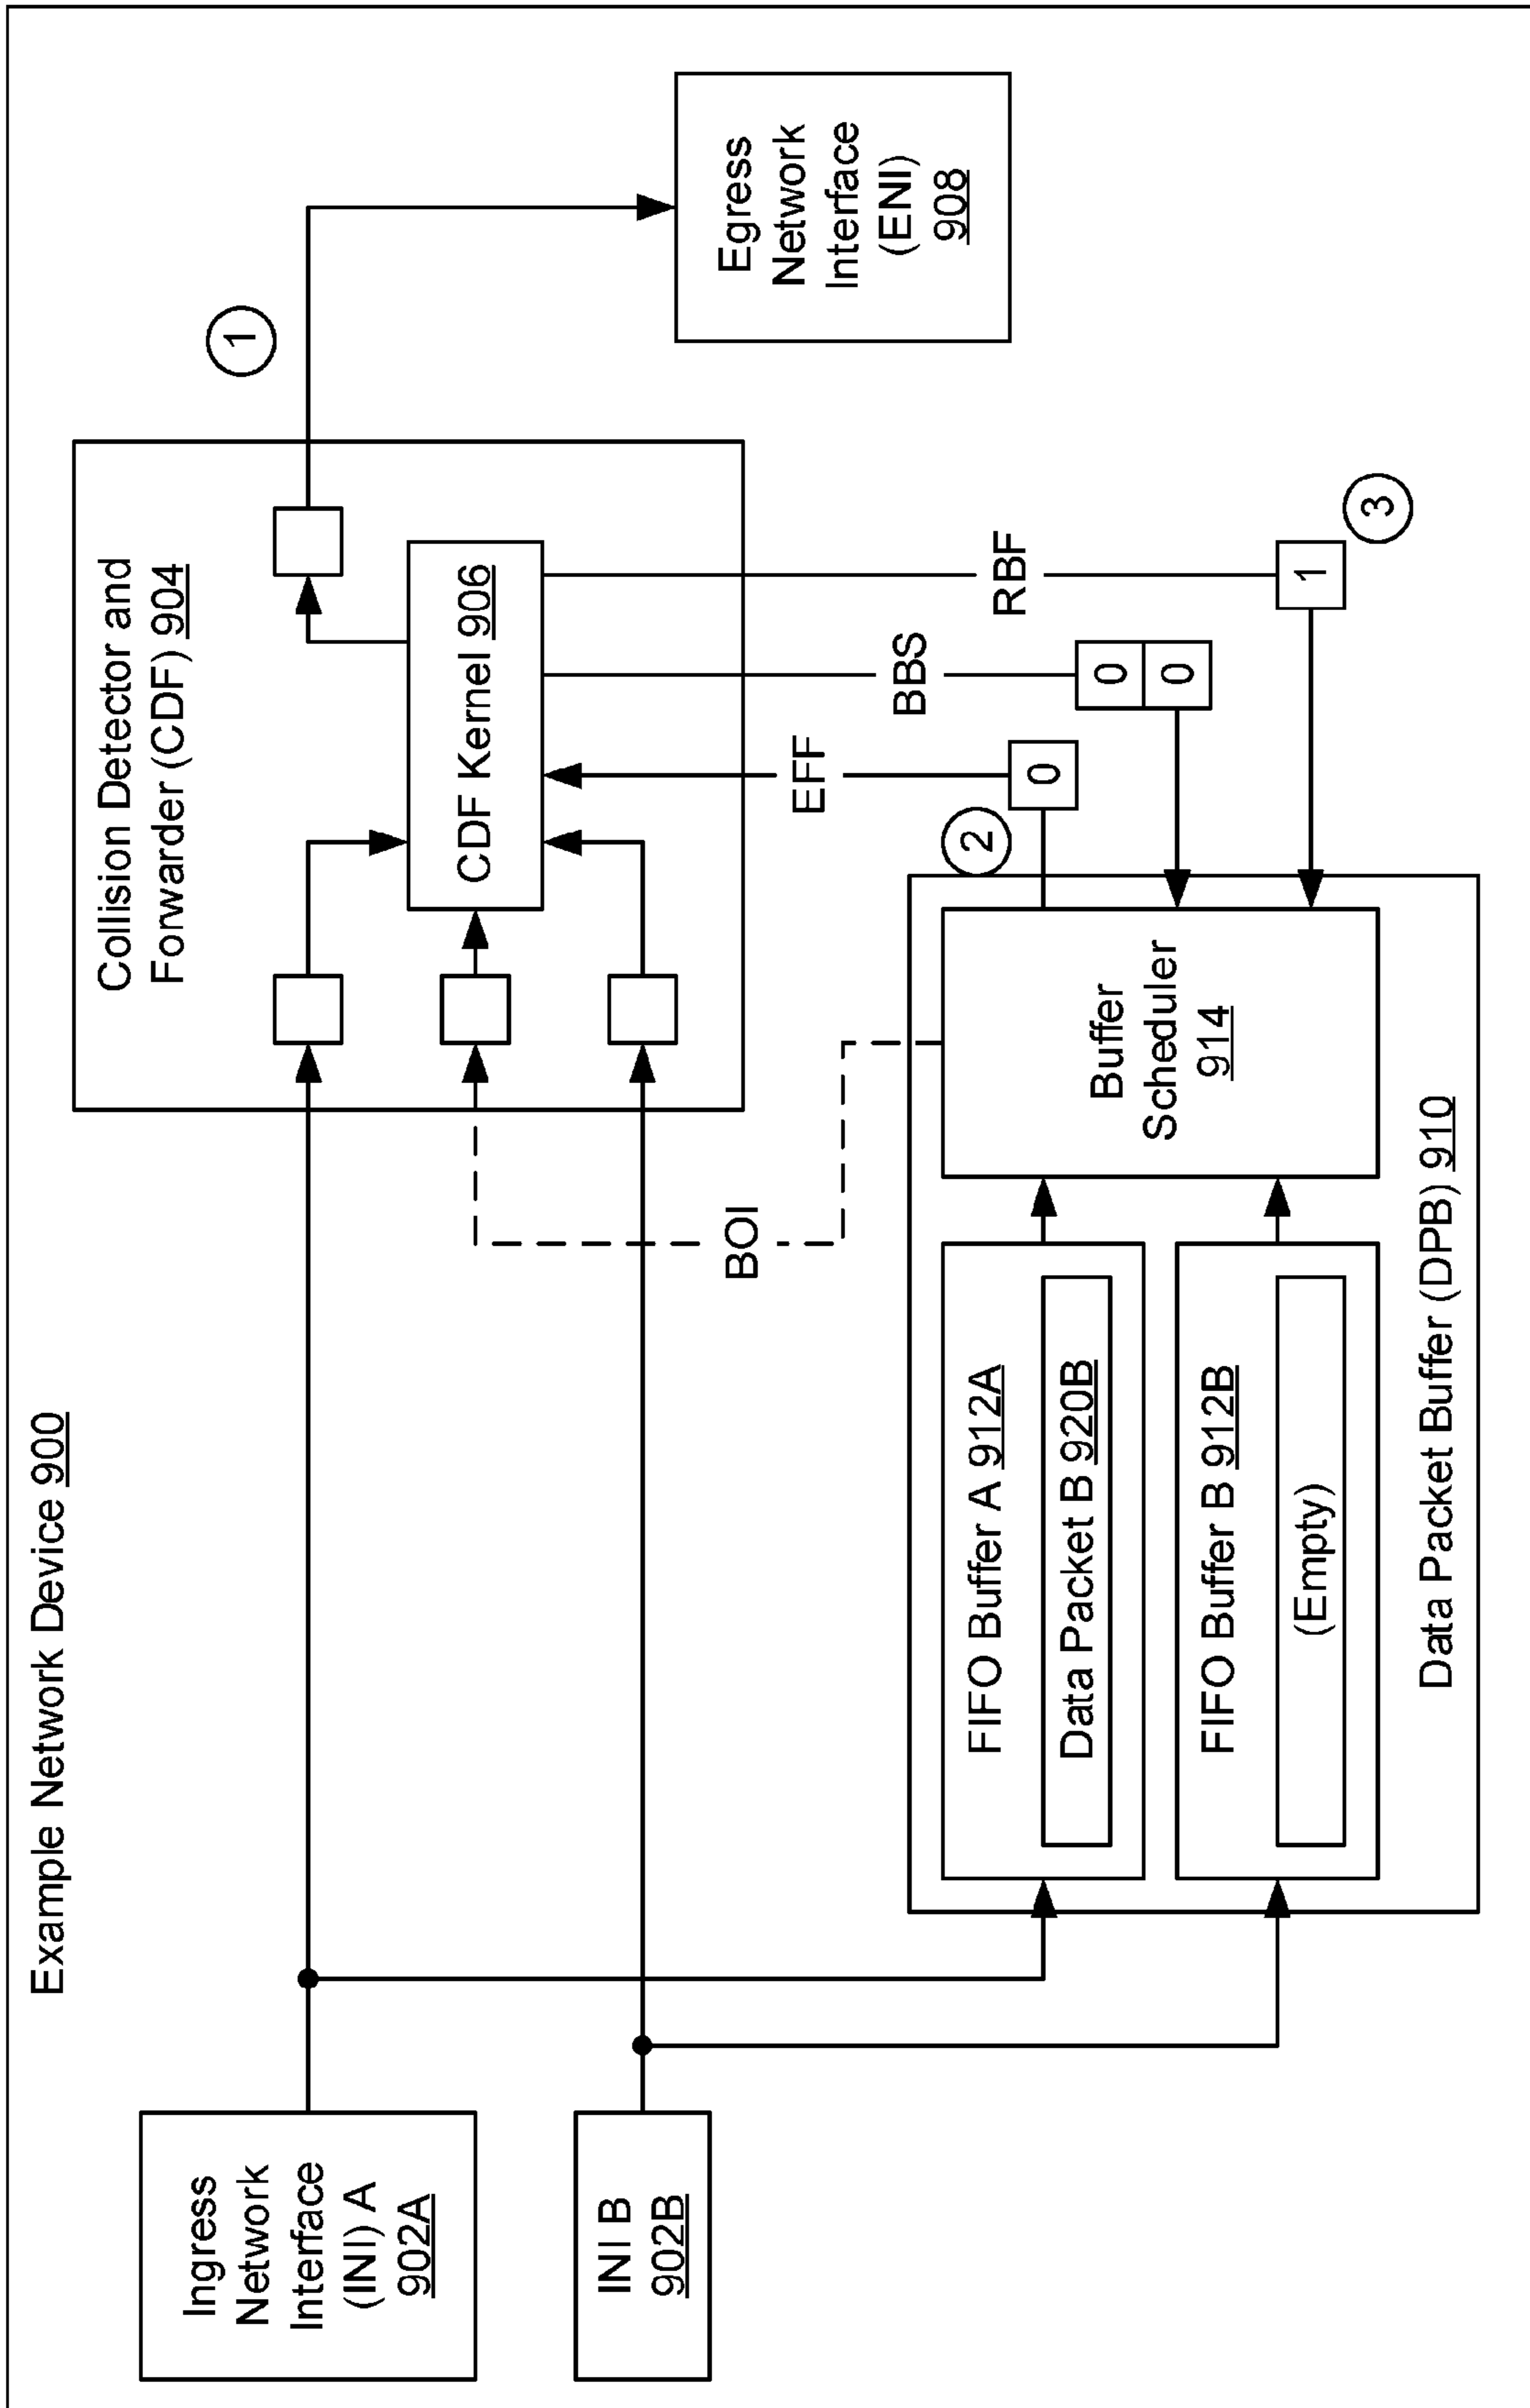 Example Network Device 900
Ingress
Network
Interface
(INI) A
902A
INI B
902B
Collision Detector and
Forwarder (CDF) 904
CDF Kernel 906
1
Egress
Network
Interface
(ENI)
908
BOI
EFF
BBS
RBF
2
0
0
0
1
3
FIFO Buffer A 912A
Data Packet B 920B
FIFO Buffer B 912B
(Empty)
Buffer
Scheduler
914
Data Packet Buffer (DPB) 910